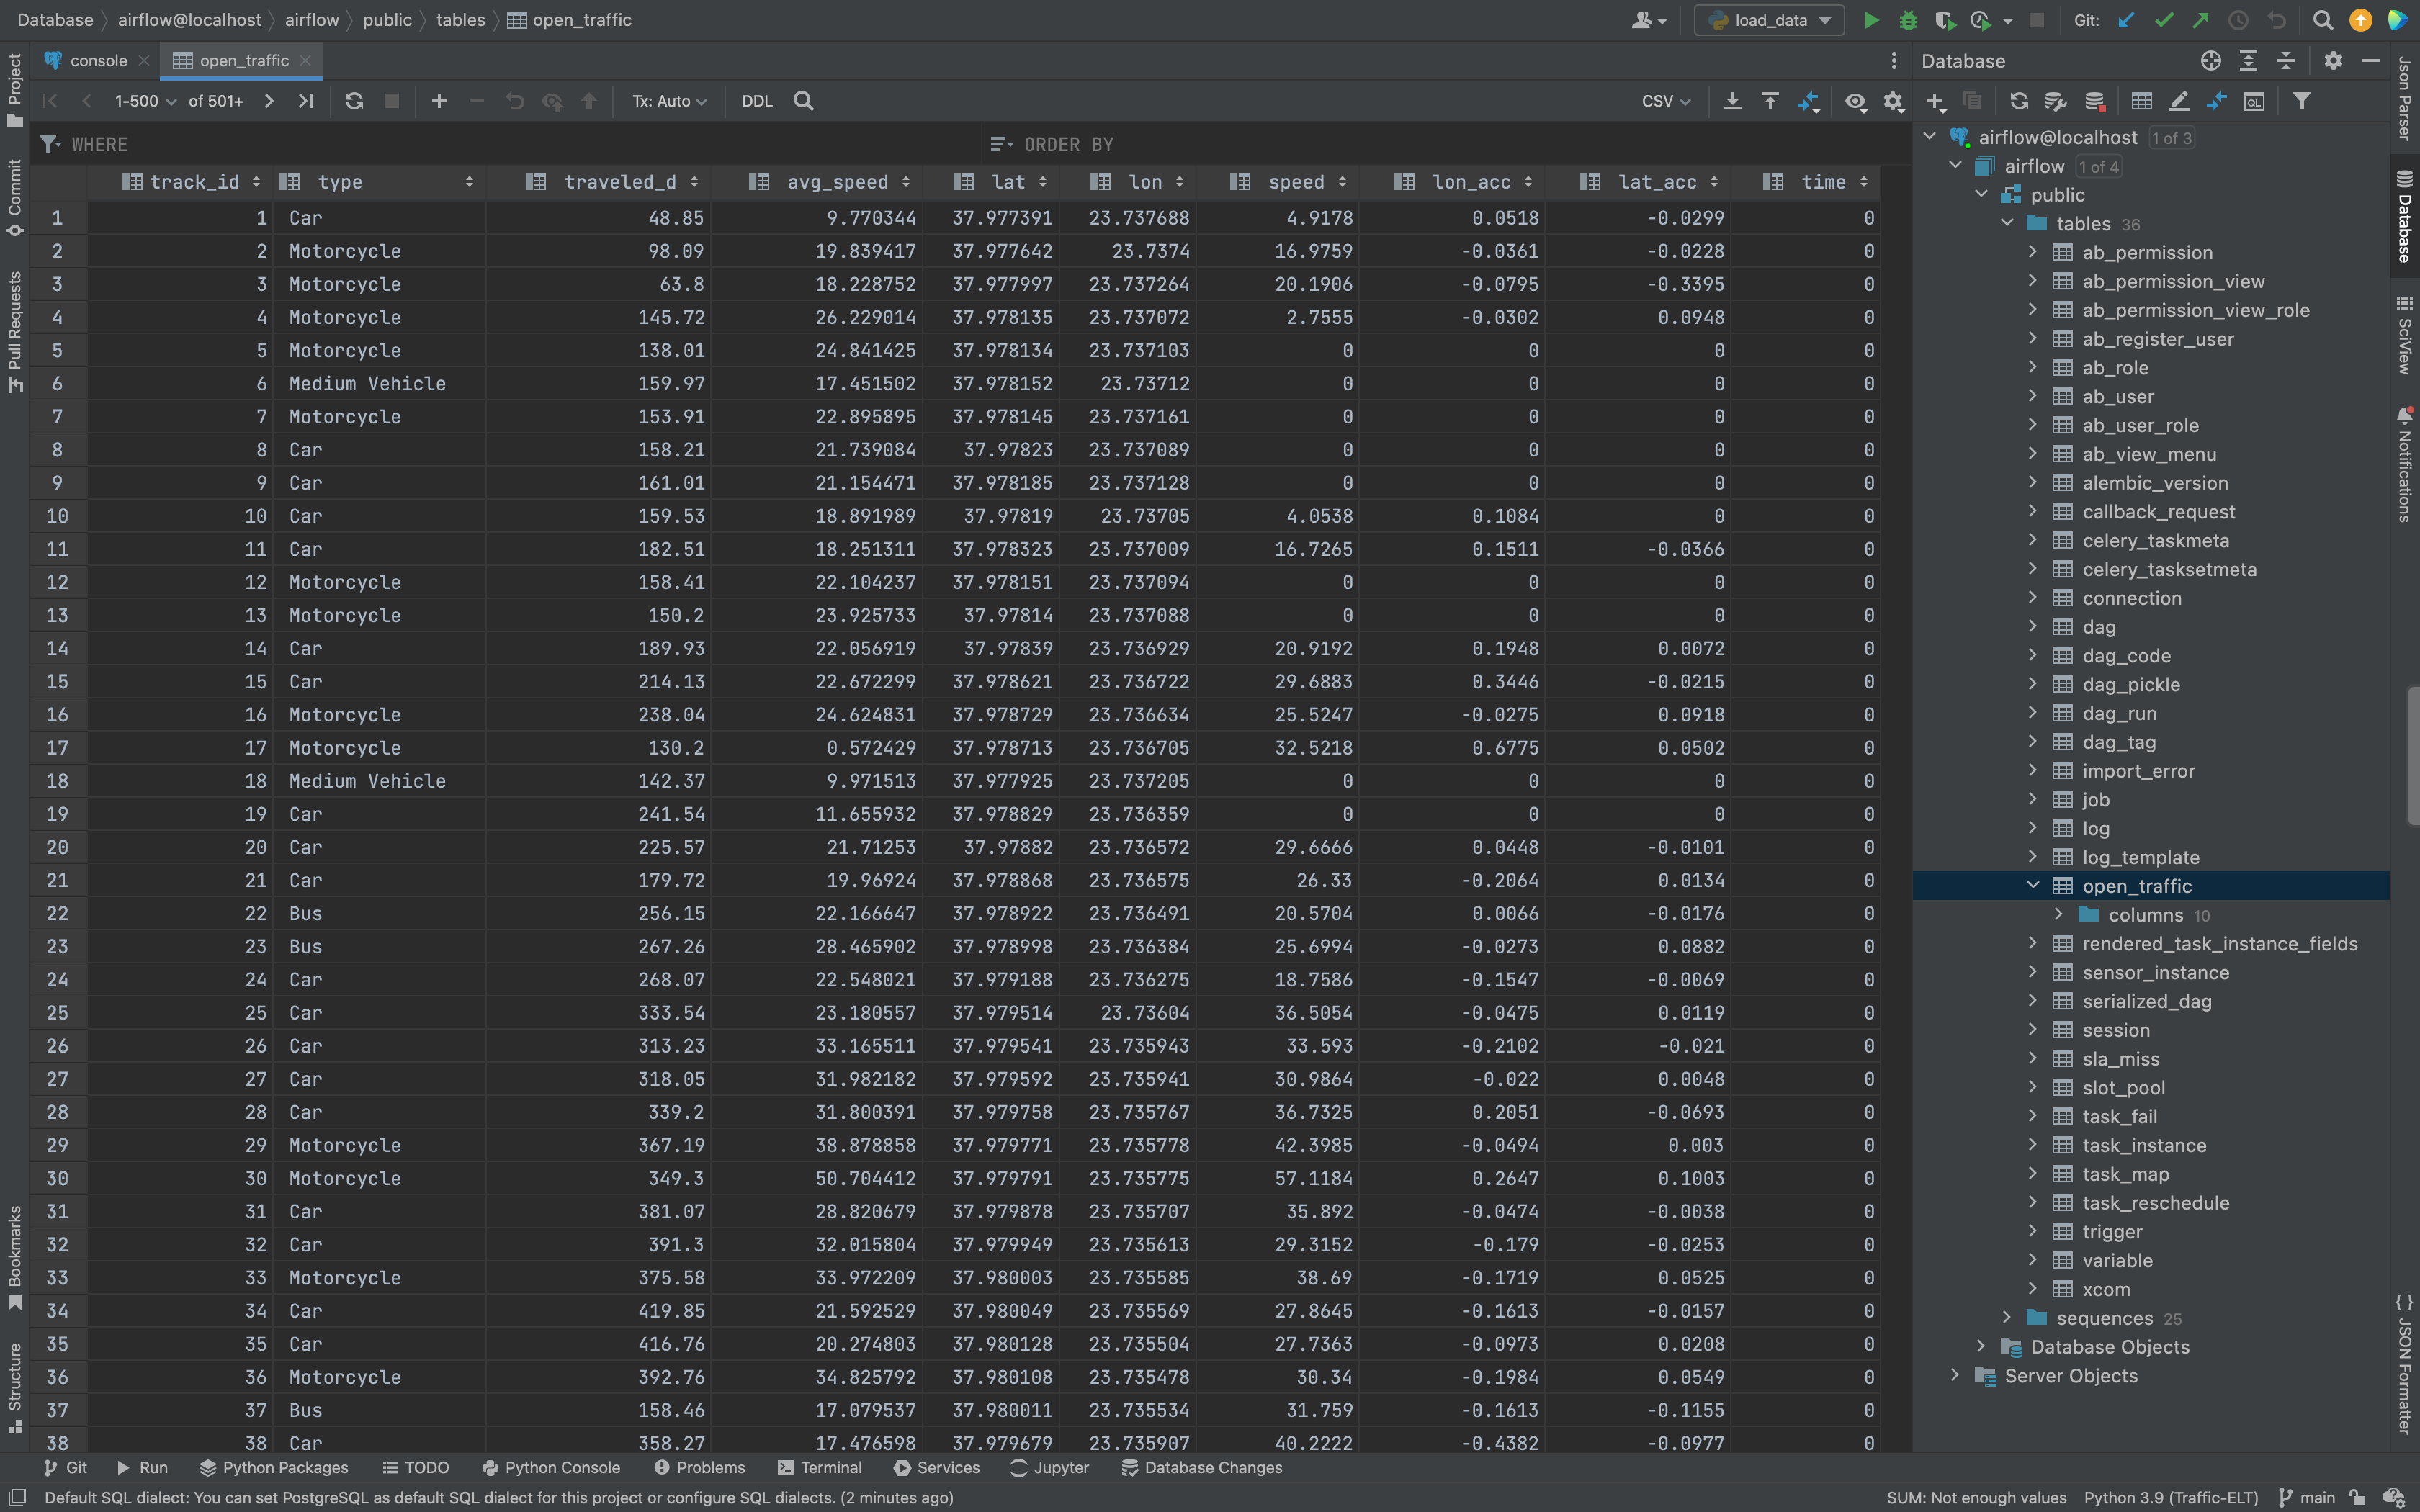 Database airflow@localhost airflow public tables open_traffic load_data Git:
console open_traffic Database
1-500 of 501+ Tx: Auto DDL CSV
WHERE ORDER BY
track_id type traveled_d avg_speed lat lon speed lon_acc lat_acc time
1 1 Car 48.85 9.770344 37.977391 23.737688 4.9178 0.0518 -0.0299 0
2 2 Motorcycle 98.09 19.839417 37.977642 23.7374 16.9759 -0.0361 -0.0228 0
3 3 Motorcycle 63.8 18.228752 37.977997 23.737264 20.1906 -0.0795 -0.3395 0
4 4 Motorcycle 145.72 26.229014 37.978135 23.737072 2.7555 -0.0302 0.0948 0
5 5 Motorcycle 138.01 24.841425 37.978134 23.737103 0 0 0 0
6 6 Medium Vehicle 159.97 17.451502 37.978152 23.73712 0 0 0 0
7 7 Motorcycle 153.91 22.895895 37.978145 23.737161 0 0 0 0
8 8 Car 158.21 21.739084 37.97823 23.737089 0 0 0 0
9 9 Car 161.01 21.154471 37.978185 23.737128 0 0 0 0
10 10 Car 159.53 18.891989 37.97819 23.73705 4.0538 0.1084 0 0
11 11 Car 182.51 18.251311 37.978323 23.737009 16.7265 0.1511 -0.0366 0
12 12 Motorcycle 158.41 22.104237 37.978151 23.737094 0 0 0 0
13 13 Motorcycle 150.2 23.925733 37.97814 23.737088 0 0 0 0
14 14 Car 189.93 22.056919 37.97839 23.736929 20.9192 0.1948 0.0072 0
15 15 Car 214.13 22.672299 37.978621 23.736722 29.6883 0.3446 -0.0215 0
16 16 Motorcycle 238.04 24.624831 37.978729 23.736634 25.5247 -0.0275 0.0918 0
17 17 Motorcycle 130.2 0.572429 37.978713 23.736705 32.5218 0.6775 0.0502 0
18 18 Medium Vehicle 142.37 9.971513 37.977925 23.737205 0 0 0 0
19 19 Car 241.54 11.655932 37.978829 23.736359 0 0 0 0
20 20 Car 225.57 21.71253 37.97882 23.736572 29.6666 0.0448 -0.0101 0
21 21 Car 179.72 19.96924 37.978868 23.736575 26.33 -0.2064 0.0134 0
22 22 Bus 256.15 22.166647 37.978922 23.736491 20.5704 0.0066 -0.0176 0
23 23 Bus 267.26 28.465902 37.978998 23.736384 25.6994 -0.0273 0.0882 0
24 24 Car 268.07 22.548021 37.979188 23.736275 18.7586 -0.1547 -0.0069 0
25 25 Car 333.54 23.180557 37.979514 23.73604 36.5054 -0.0475 0.0119 0
26 26 Car 313.23 33.165511 37.979541 23.735943 33.593 -0.2102 -0.021 0
27 27 Car 318.05 31.982182 37.979592 23.735941 30.9864 -0.022 0.0048 0
28 28 Car 339.2 31.800391 37.979758 23.735767 36.7325 0.2051 -0.0693 0
29 29 Motorcycle 367.19 38.878858 37.979771 23.735778 42.3985 -0.0494 0.003 0
30 30 Motorcycle 349.3 50.704412 37.979791 23.735775 57.1184 0.2647 0.1003 0
31 31 Car 381.07 28.820679 37.979878 23.735707 35.892 -0.0474 -0.0038 0
32 32 Car 391.3 32.015804 37.979949 23.735613 29.3152 -0.179 -0.0253 0
33 33 Motorcycle 375.58 33.972209 37.980003 23.735585 38.69 -0.1719 0.0525 0
34 34 Car 419.85 21.592529 37.980049 23.735569 27.8645 -0.1613 -0.0157 0
35 35 Car 416.76 20.274803 37.980128 23.735504 27.7363 -0.0973 0.0208 0
36 36 Motorcycle 392.76 34.825792 37.980108 23.735478 30.34 -0.1984 0.0549 0
37 37 Bus 158.46 17.079537 37.980011 23.735534 31.759 -0.1613 -0.1155 0
38 38 Car 358.27 17.476598 37.979679 23.735907 40.2222 -0.4382 -0.0977 0
airflow@localhost 1 of 3
airflow 1 of 4
public
tables 36
ab_permission
ab_permission_view
ab_permission_view_role
ab_register_user
ab_role
ab_user
ab_user_role
ab_view_menu
alembic_version
callback_request
celery_taskmeta
celery_tasksetmeta
connection
dag
dag_code
dag_pickle
dag_run
dag_tag
import_error
job
log
log_template
open_traffic
columns 10
rendered_task_instance_fields
sensor_instance
serialized_dag
session
sla_miss
slot_pool
task_fail
task_instance
task_map
task_reschedule
trigger
variable
xcom
sequences 25
Database Objects
Server Objects
Project
Commit
Pull Requests
Bookmarks
Structure
Json Parser
Database
SciView
Notifications
JSON Formatter
Git Run Python Packages TODO Python Console Problems Terminal Services Jupyter Database Changes
Default SQL dialect: You can set PostgreSQL as default SQL dialect for this project or configure SQL dialects. (2 minutes ago) SUM: Not enough values Python 3.9 (Traffic-ELT) main